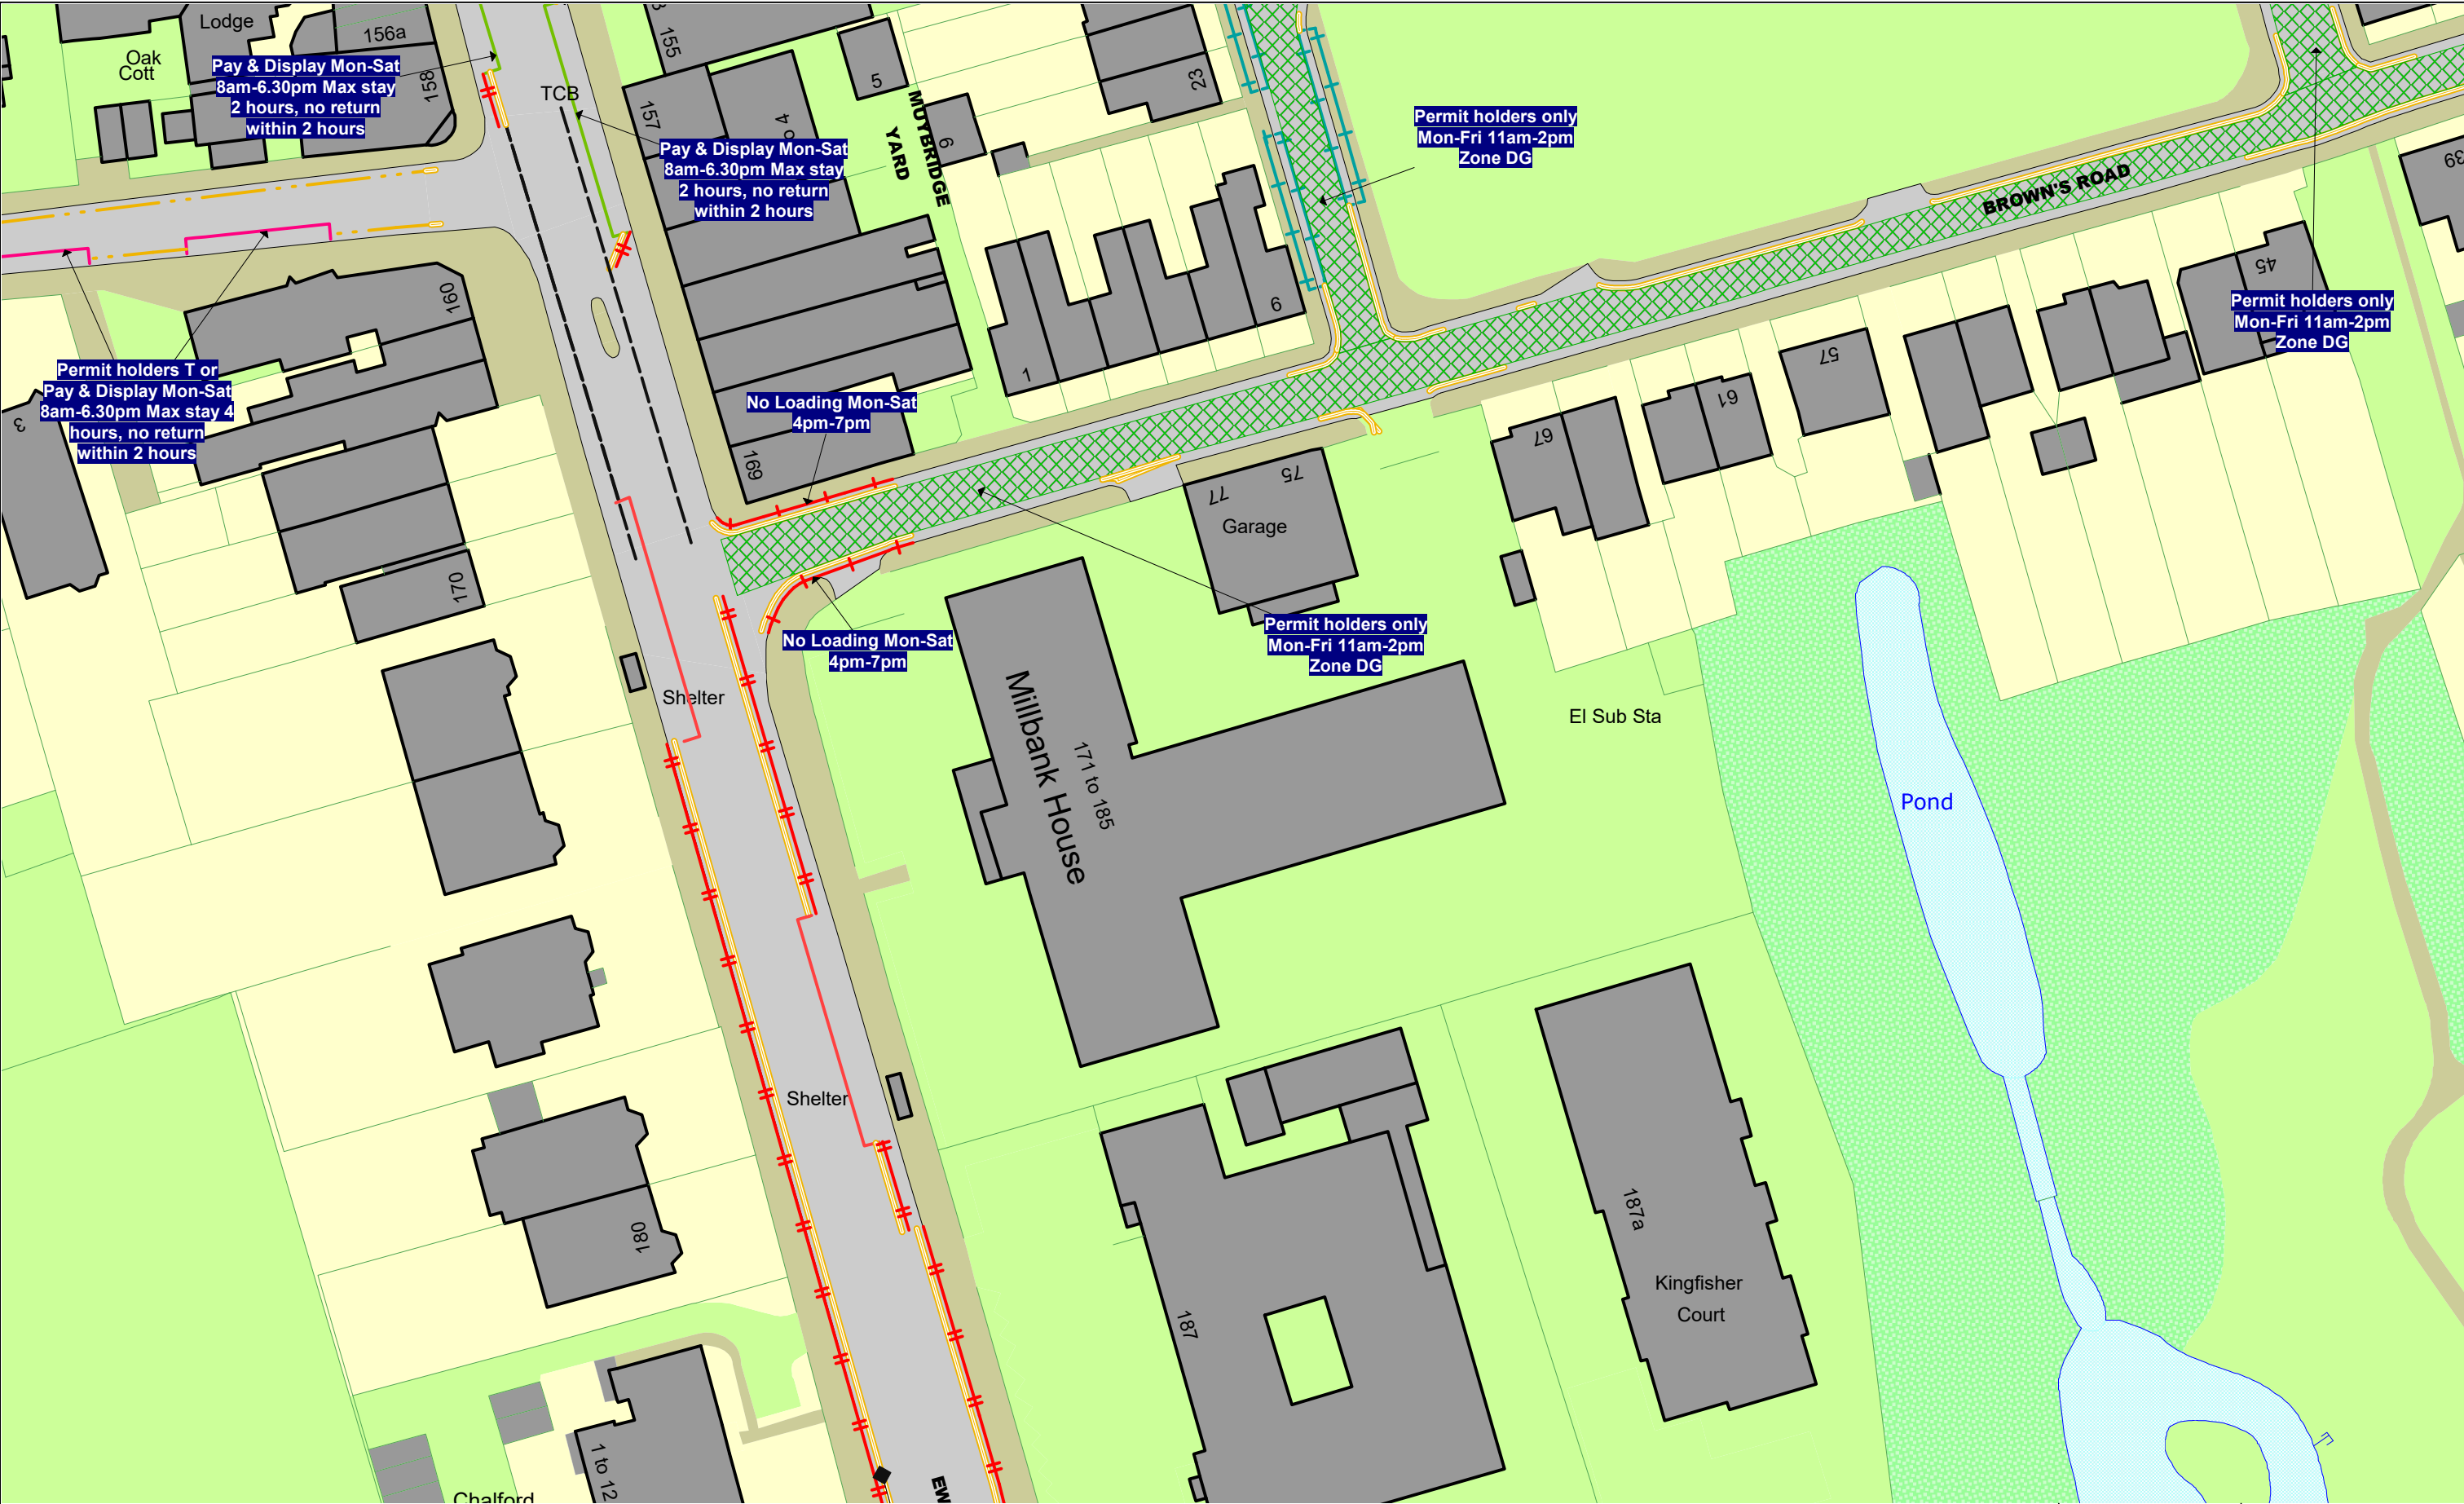 Lodge
156a
155
Oak
Cott
Pay & Display Mon-Sat
8am-6.30pm Max stay
2 hours, no return
within 2 hours
158
TCB
5
23
157
MUYBRIDGE
YARD
6
Pay & Display Mon-Sat
8am-6.30pm Max stay
2 hours, no return
within 2 hours
Permit holders only
Mon-Fri 11am-2pm
Zone DG
BROWN'S ROAD
39
45
Permit holders only
Mon-Fri 11am-2pm
Zone DG
160
9
1
57
61
67
Permit holders T or
Pay & Display Mon-Sat
8am-6.30pm Max stay 4
hours, no return
within 2 hours
3
No Loading Mon-Sat
4pm-7pm
169
75
77
Garage
170
No Loading Mon-Sat
4pm-7pm
Permit holders only
Mon-Fri 11am-2pm
Zone DG
Shelter
Millbank House
171 to 185
El Sub Sta
Pond
Shelter
180
187a
Kingfisher
Court
187
1 to 12
Chalford
EW